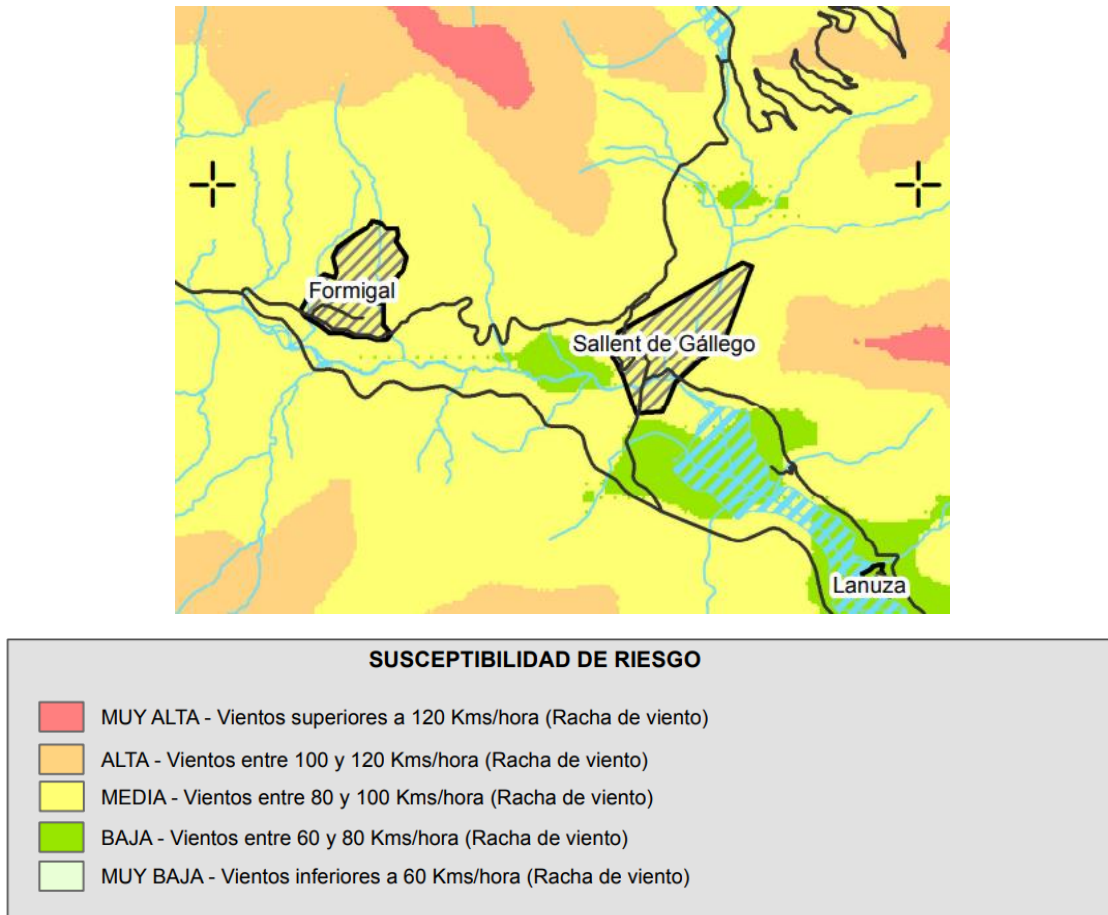 Formigal
Sallent de Gállego
Lanuza
SUSCEPTIBILIDAD DE RIESGO
MUY ALTA - Vientos superiores a 120 Kms/hora (Racha de viento)
ALTA - Vientos entre 100 y 120 Kms/hora (Racha de viento)
MEDIA - Vientos entre 80 y 100 Kms/hora (Racha de viento)
BAJA - Vientos entre 60 y 80 Kms/hora (Racha de viento)
MUY BAJA - Vientos inferiores a 60 Kms/hora (Racha de viento)